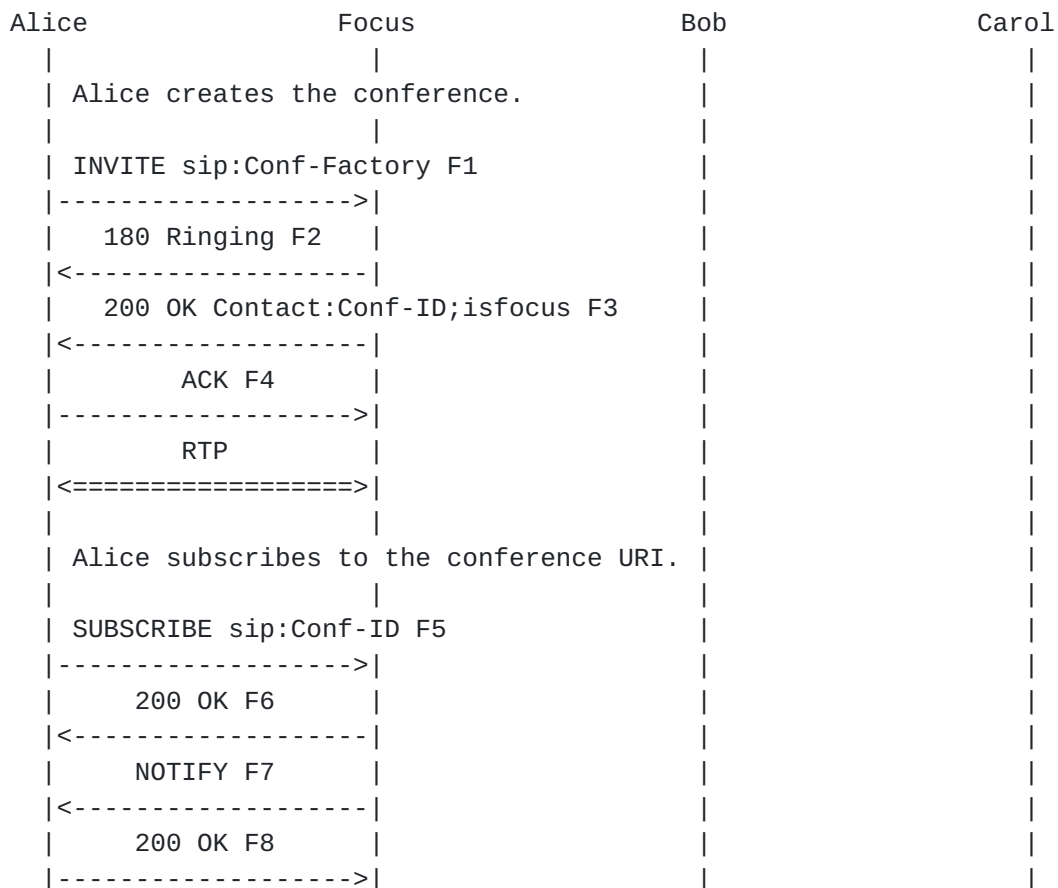 Alice                Focus                 Bob                Carol
  |                    |                    |                    |
  | Alice creates the conference.           |                    |
  |                    |                    |                    |
  | INVITE sip:Conf-Factory F1              |                    |
  |------------------->|                    |                    |
  |   180 Ringing F2   |                    |                    |
  |<-------------------|                    |                    |
  |   200 OK Contact:Conf-ID;isfocus F3     |                    |
  |<-------------------|                    |                    |
  |        ACK F4      |                    |                    |
  |------------------->|                    |                    |
  |        RTP         |                    |                    |
  |<==================>|                    |                    |
  |                    |                    |                    |
  | Alice subscribes to the conference URI. |                    |
  |                    |                    |                    |
  | SUBSCRIBE sip:Conf-ID F5                |                    |
  |------------------->|                    |                    |
  |     200 OK F6      |                    |                    |
  |<-------------------|                    |                    |
  |     NOTIFY F7      |                    |                    |
  |<-------------------|                    |                    |
  |     200 OK F8      |                    |                    |
  |------------------->|                    |                    |